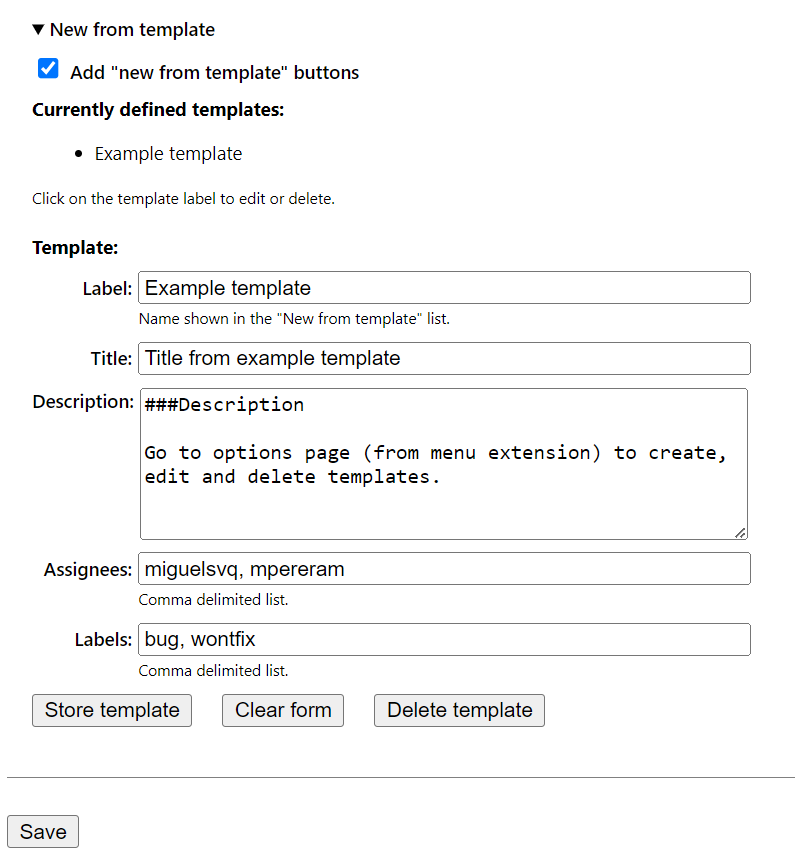 New from template
Add "new from template" buttons
Currently defined templates:
Example template
Click on the template label to edit or delete.
Template:
Label: Example template
Name shown in the "New from template" list.
Title: Title from example template
Description: ###Description
Go to options page (from menu extension) to create,
edit and delete templates.
Assignees: miguelsvq, mpereram
Comma delimited list.
Labels: bug, wontfix
Comma delimited list.
Store template Clear form Delete template
Save